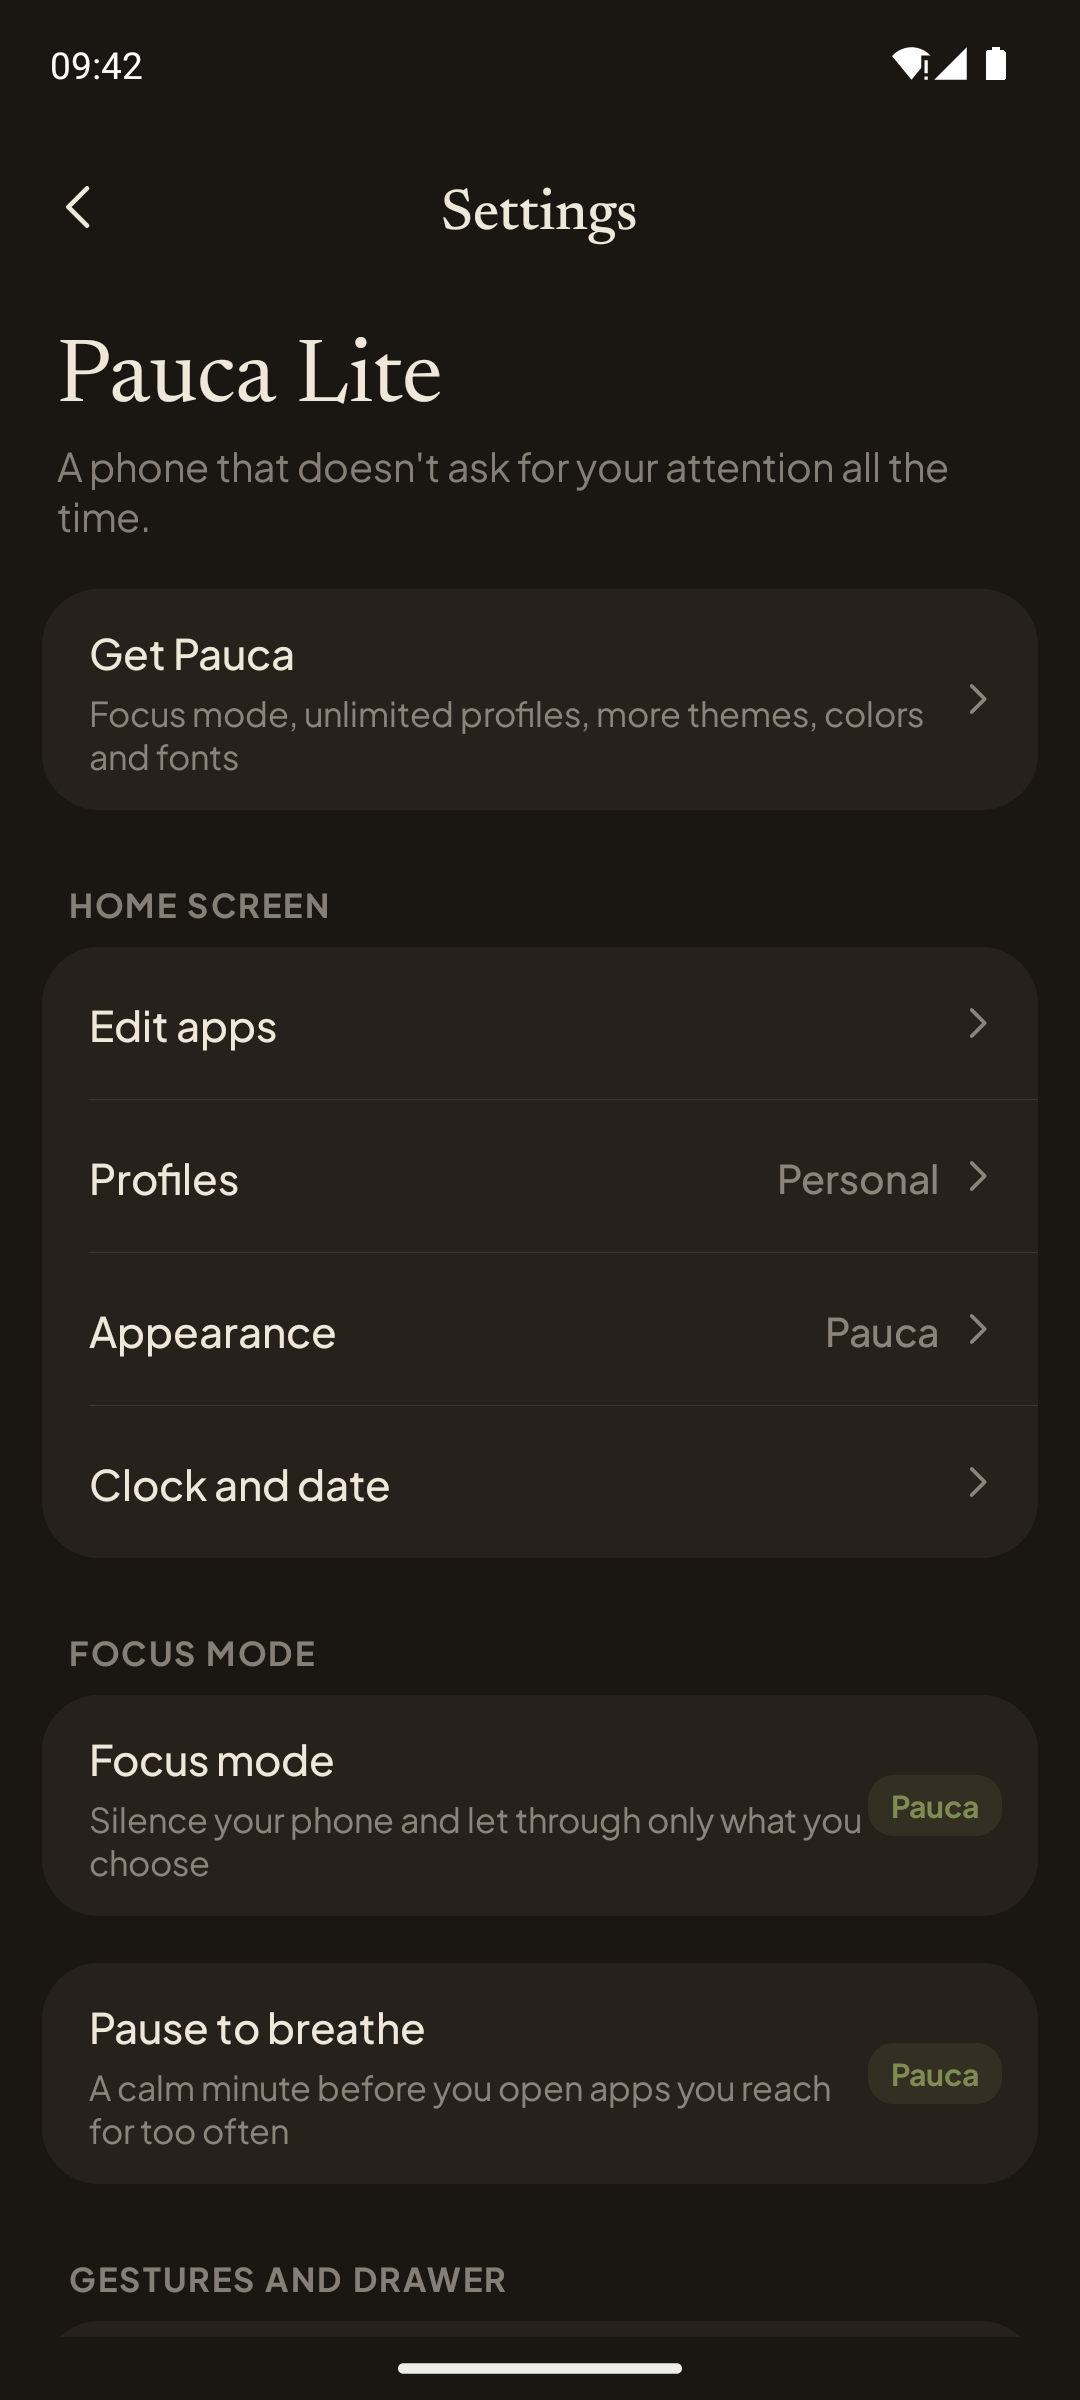 09:42
Settings
Pauca Lite
A phone that doesn't ask for your attention all the
time.
Get Pauca
Focus mode, unlimited profiles, more themes, colors
and fonts
HOME SCREEN
Edit apps
Profiles Personal
Appearance Pauca
Clock and date
FOCUS MODE
Focus mode
Silence your phone and let through only what you
choose
Pauca
Pause to breathe
A calm minute before you open apps you reach
for too often
Pauca
GESTURES AND DRAWER